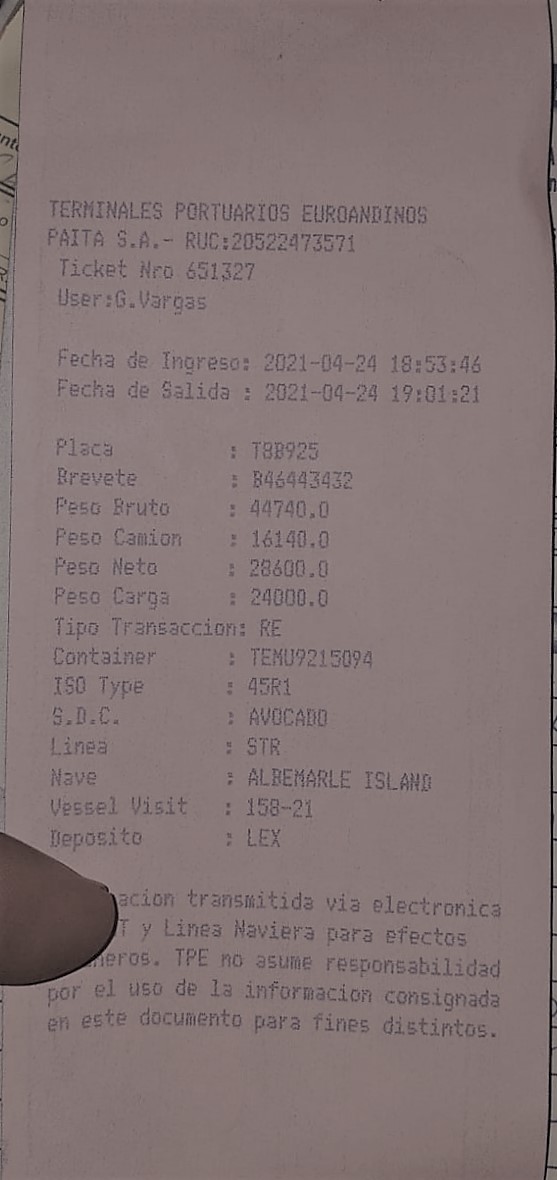 TERMINALES PORTUARIOS EUROANDINOS
PAITA S.A.- RUC:20522473571
Ticket Nro 651327
User:G.Vargas
Fecha de Ingreso: 2021-04-24 18:53:46
Fecha de Salida : 2021-04-24 19:01:21
Placa : T8B925
Brevete : B46443432
Peso Bruto : 44740.0
Peso Camion : 16140.0
Peso Neto : 28600.0
Peso Carga : 24000.0
Tipo Transaccion: RE
Container : TEMU9215094
ISO Type : 45R1
S.D.C. : AVOCADO
Linea : STR
Nave : ALBEMARLE ISLAND
Vessel Visit : 158-21
Deposito : LEX
acion transmitida via electronica
T y Linea Naviera para efectos
neros. TPE no asume responsabilidad
por el uso de la informacion consignada
en este documento para fines distintos.